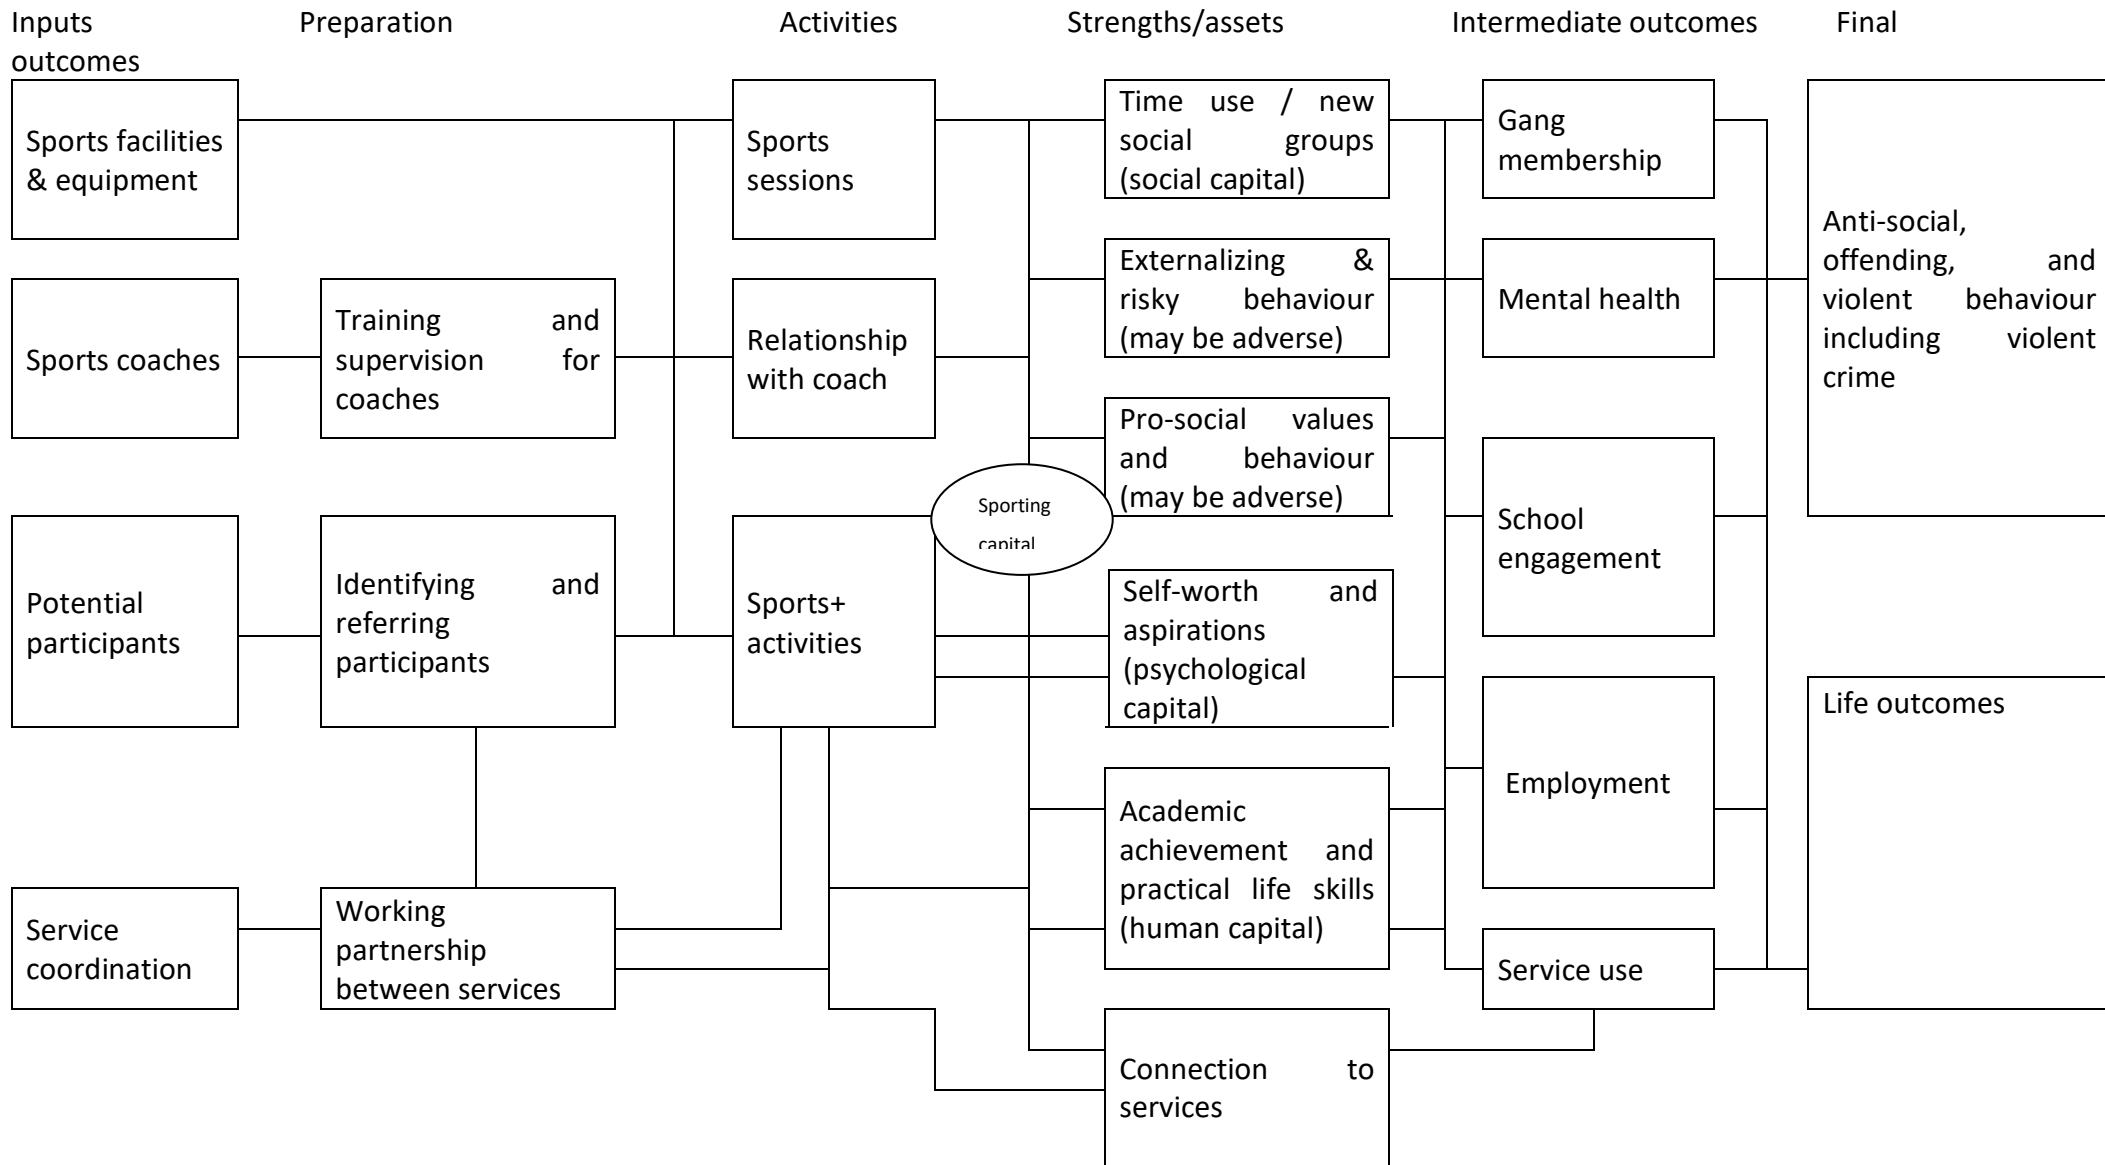 Inputs Preparation Activities Strengths/assets Intermediate outcomes Final
outcomes
Sports facilities
& equipment
Sports
sessions
Time use / new
social groups
(social capital)
Gang
membership
Anti-social,
offending, and
violent behaviour
including violent
crime
Externalizing &
risky behaviour
(may be adverse)
Mental health
Sports coaches
Training and
supervision for
coaches
Relationship
with coach
Pro-social values
and behaviour
(may be adverse)
Sporting
capital
School
engagement
Potential
participants
Identifying and
referring
participants
Sports+
activities
Self-worth and
aspirations
(psychological
capital)
Life outcomes
Employment
Academic
achievement and
practical life skills
(human capital)
Service
coordination
Working
partnership
between services
Service use
Connection to
services